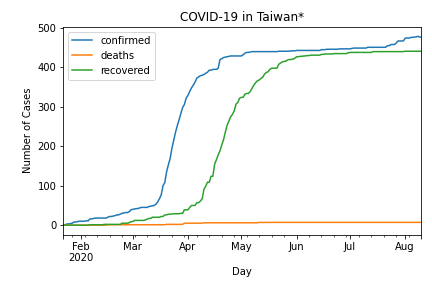 COVID-19 in Taiwan*
confirmed
deaths
recovered
Number of Cases
500
400
300
200
100
0
Feb Mar Apr May Jun Jul Aug
2020
Day